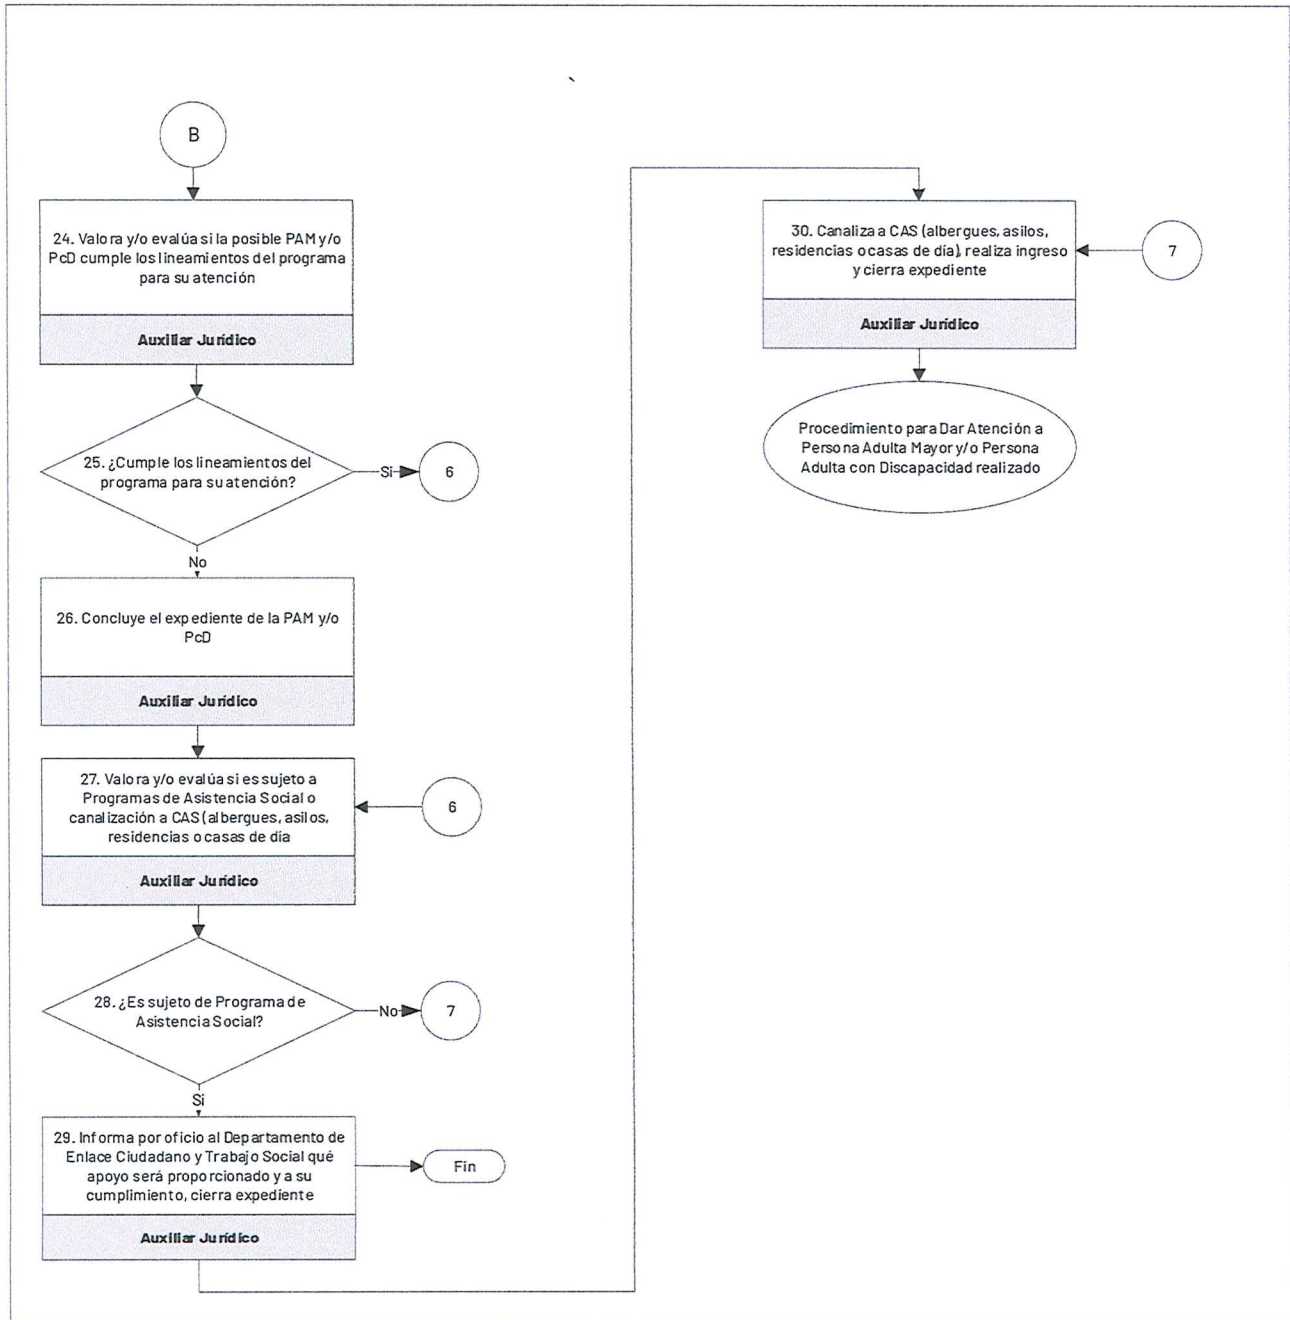 B
24. Valora y/o evalúa si la posible PAM y/o
PcD cumple los lineamientos del programa
para su atención
Auxiliar Jurídico
25. ¿Cumple los lineamientos del
programa para su atención?
Si
6
No
26. Concluye el expediente de la PAM y/o
PcD
Auxiliar Jurídico
27. Valora y/o evalúa si es sujeto a
Programas de Asistencia Social o
canalización a CAS (albergues, asilos,
residencias o casas de día
Auxiliar Jurídico
6
28. ¿Es sujeto de Programa de
Asistencia Social?
No
7
Si
29. Informa por oficio al Departamento de
Enlace Ciudadano y Trabajo Social qué
apoyo será proporcionado y a su
cumplimiento, cierra expediente
Auxiliar Jurídico
Fin
30. Canaliza a CAS (albergues, asilos,
residencias o casas de día), realiza ingreso
y cierra expediente
Auxiliar Jurídico
7
Procedimiento para Dar Atención a
Persona Adulta Mayor y/o Persona
Adulta con Discapacidad realizado